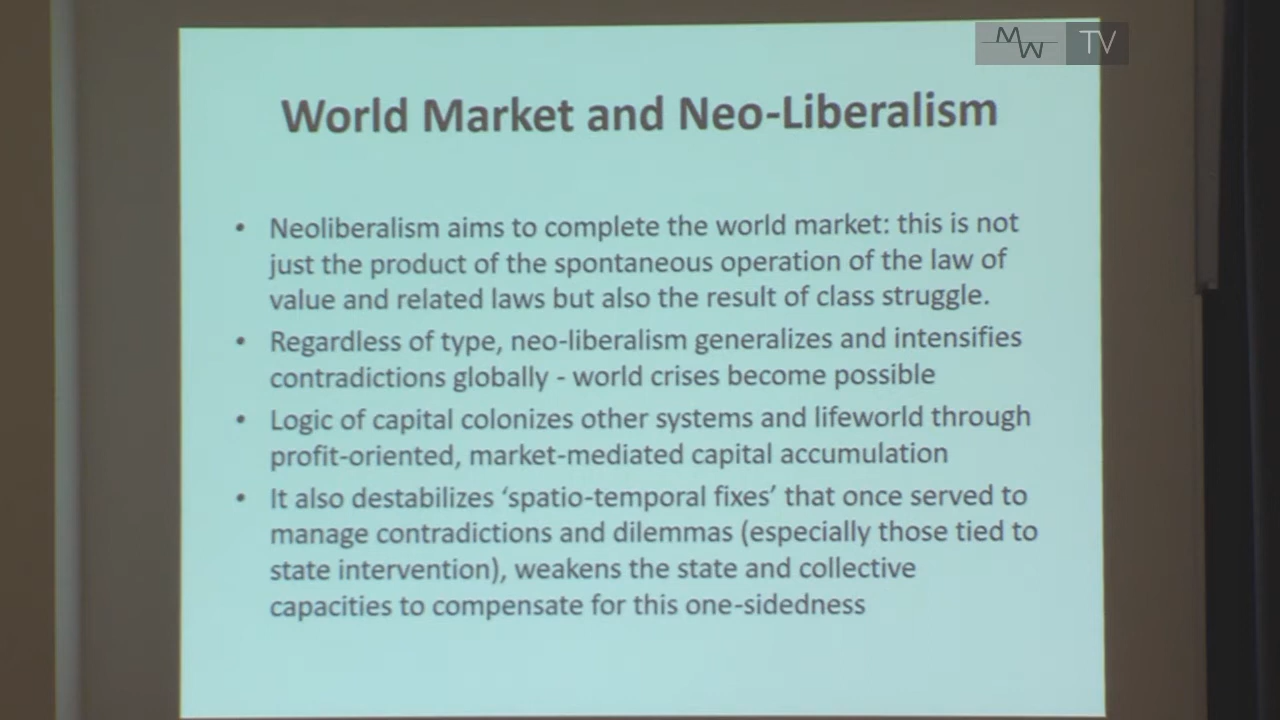 MW TV
World Market and Neo-Liberalism
• Neoliberalism aims to complete the world market: this is not
just the product of the spontaneous operation of the law of
value and related laws but also the result of class struggle.
• Regardless of type, neo-liberalism generalizes and intensifies
contradictions globally - world crises become possible
• Logic of capital colonizes other systems and lifeworld through
profit-oriented, market-mediated capital accumulation
• It also destabilizes ‘spatio-temporal fixes’ that once served to
manage contradictions and dilemmas (especially those tied to
state intervention), weakens the state and collective
capacities to compensate for this one-sidedness